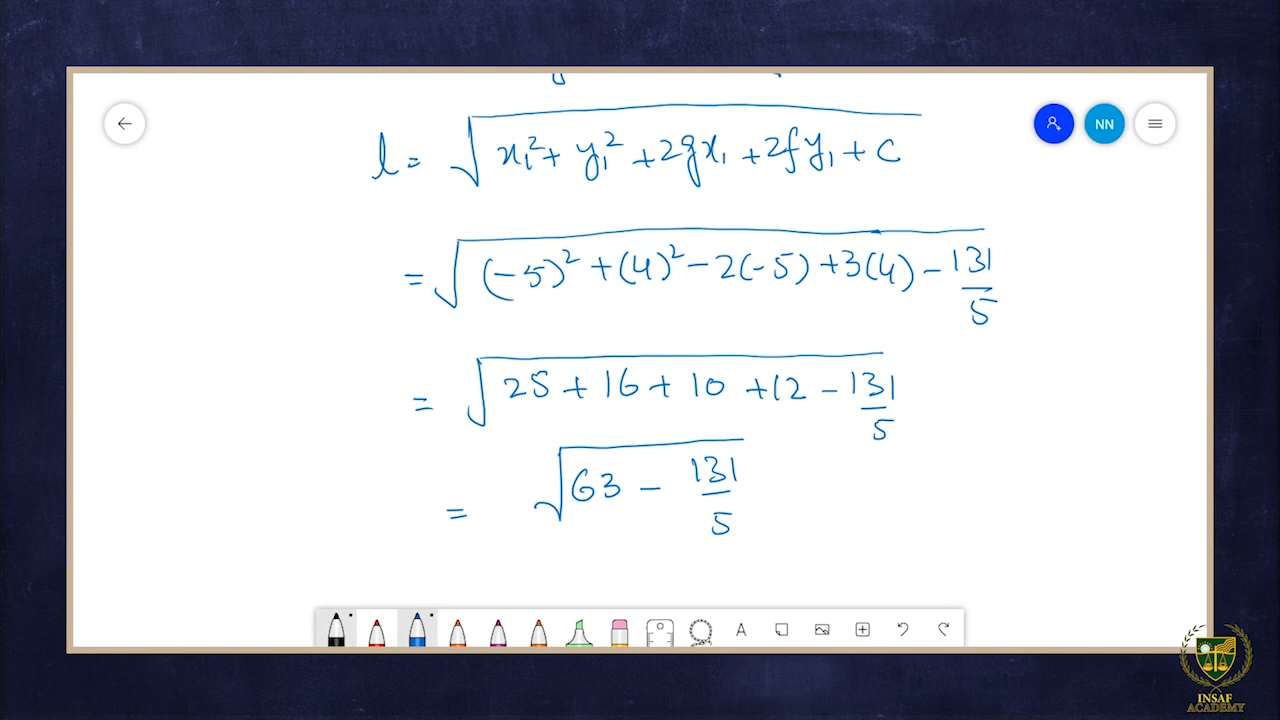 NN
l = √(x₁² + y₁² + 2gx₁ + 2fy₁ + c)
= √((-5)² + (4)² - 2(-5) + 3(4) - 131/5)
= √(25 + 16 + 10 + 12 - 131/5)
= √(63 - 131/5)
A
INSAF
ACADEMY